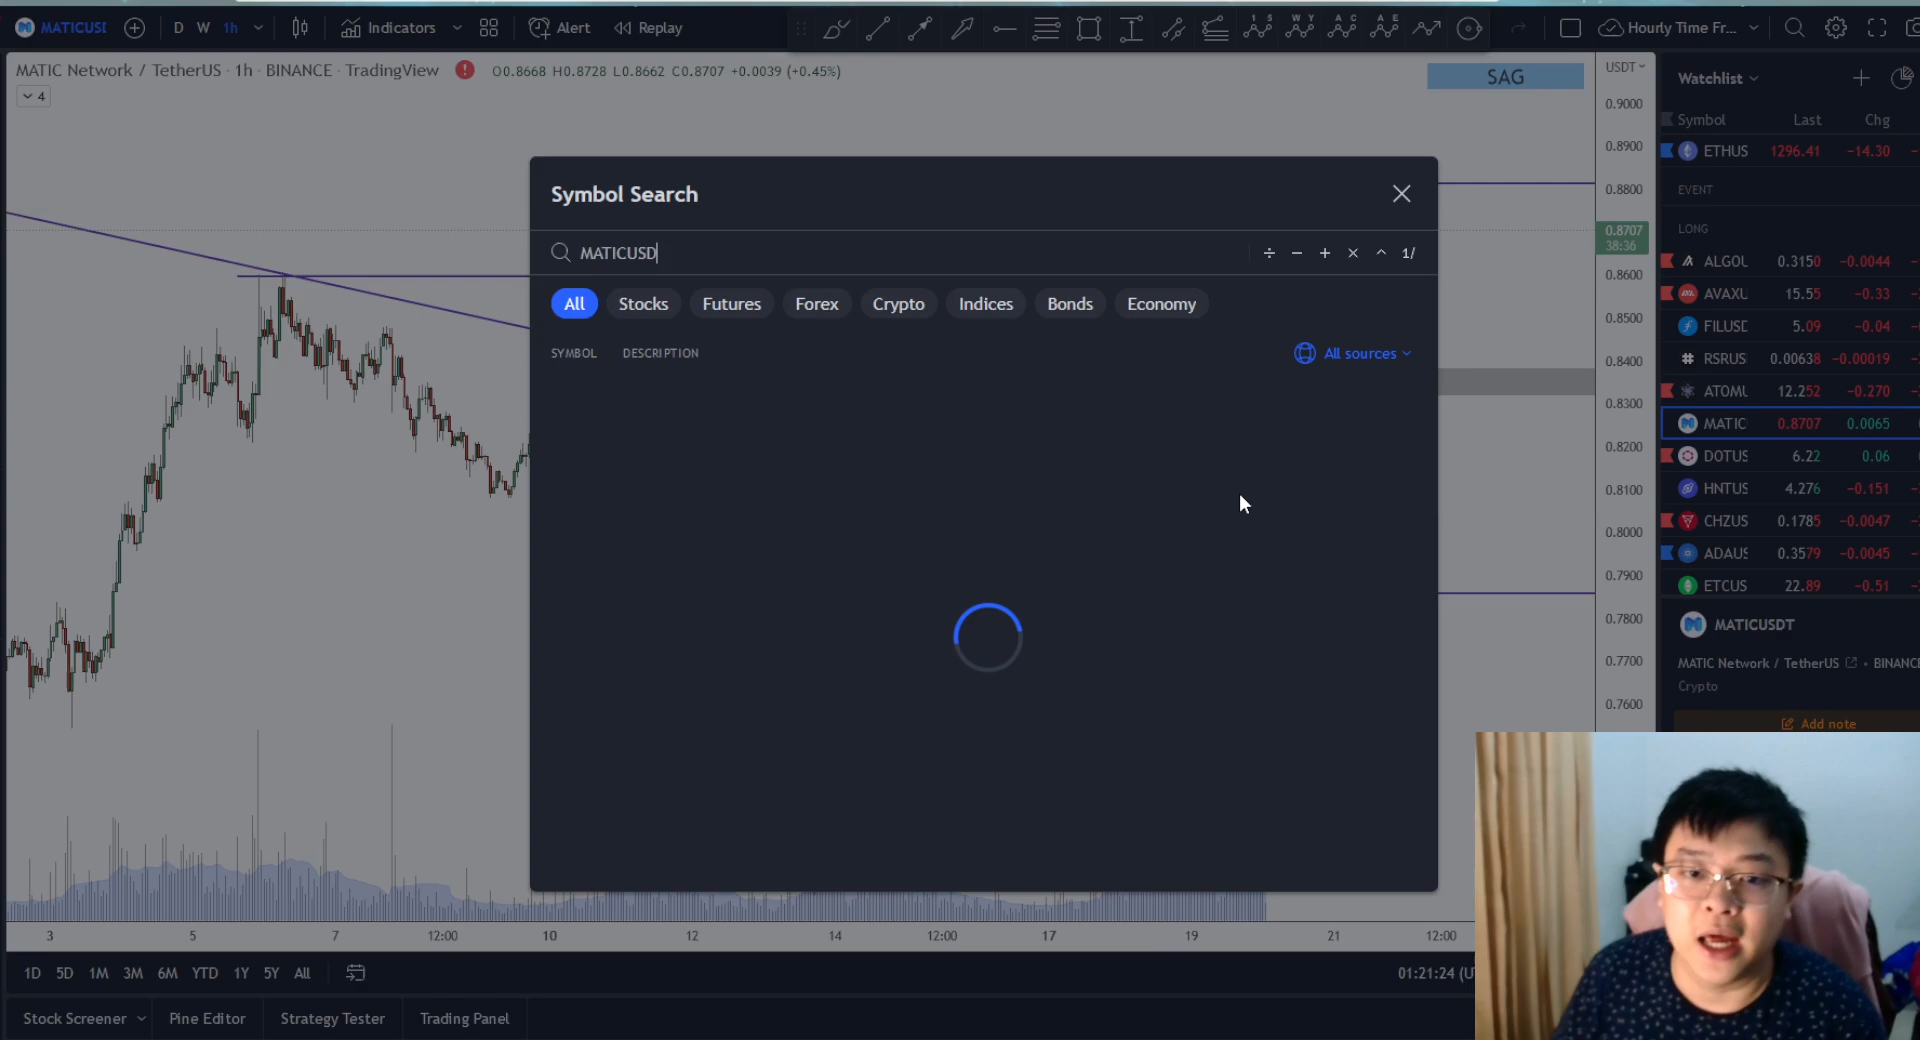 MATICUSI D W 1h Indicators Alert Replay Hourly Time Fr...
MATIC Network / TetherUS · 1h · BINANCE · TradingView O0.8668 H0.8728 L0.8662 C0.8707 +0.0039 (+0.45%)
4
SAG
USDT
0.9000
0.8900
0.8800
0.8707
38:36
0.8600
0.8500
0.8400
0.8300
0.8200
0.8100
0.8000
0.7900
0.7800
0.7700
0.7600
Symbol Search
MATICUSD ÷ − + × ^ 1/
All Stocks Futures Forex Crypto Indices Bonds Economy
SYMBOL DESCRIPTION All sources
Watchlist
Symbol Last Chg
ETHUS 1296.41 −14.30
EVENT
LONG
ALGOU 0.3150 −0.0044
AVAXU 15.55 −0.33
FILUSD 5.09 −0.04
RSRUS 0.00638 −0.00019
ATOMU 12.252 −0.270
MATIC 0.8707 0.0065
DOTUS 6.22 0.06
HNTUS 4.276 −0.151
CHZUS 0.1785 −0.0047
ADAUS 0.3579 −0.0045
ETCUS 22.89 −0.51
MATICUSDT
MATIC Network / TetherUS • BINANCE
Crypto
Add note
3 5 7 12:00 10 12 14 12:00 17 19 21 12:00
1D 5D 1M 3M 6M YTD 1Y 5Y All 01:21:24 (U
Stock Screener Pine Editor Strategy Tester Trading Panel